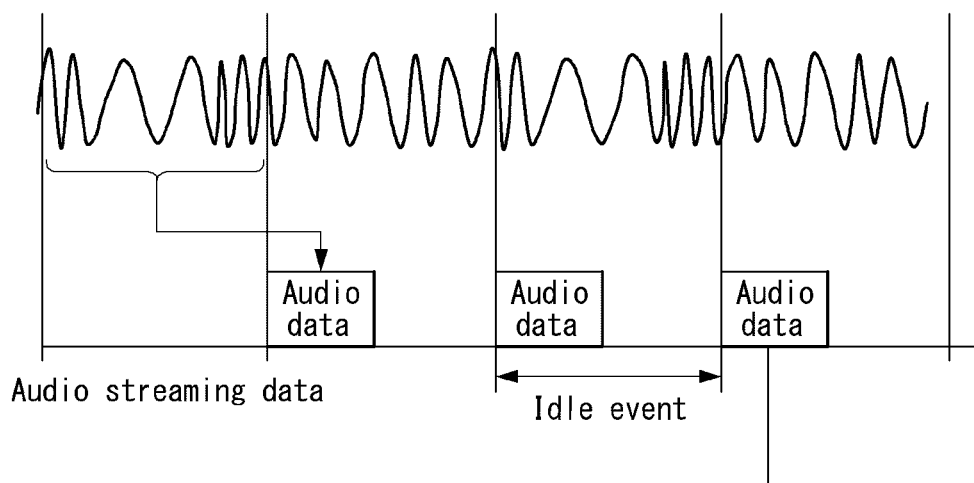 Audio
data
Audio
data
Audio
data
Audio streaming data
Idle event